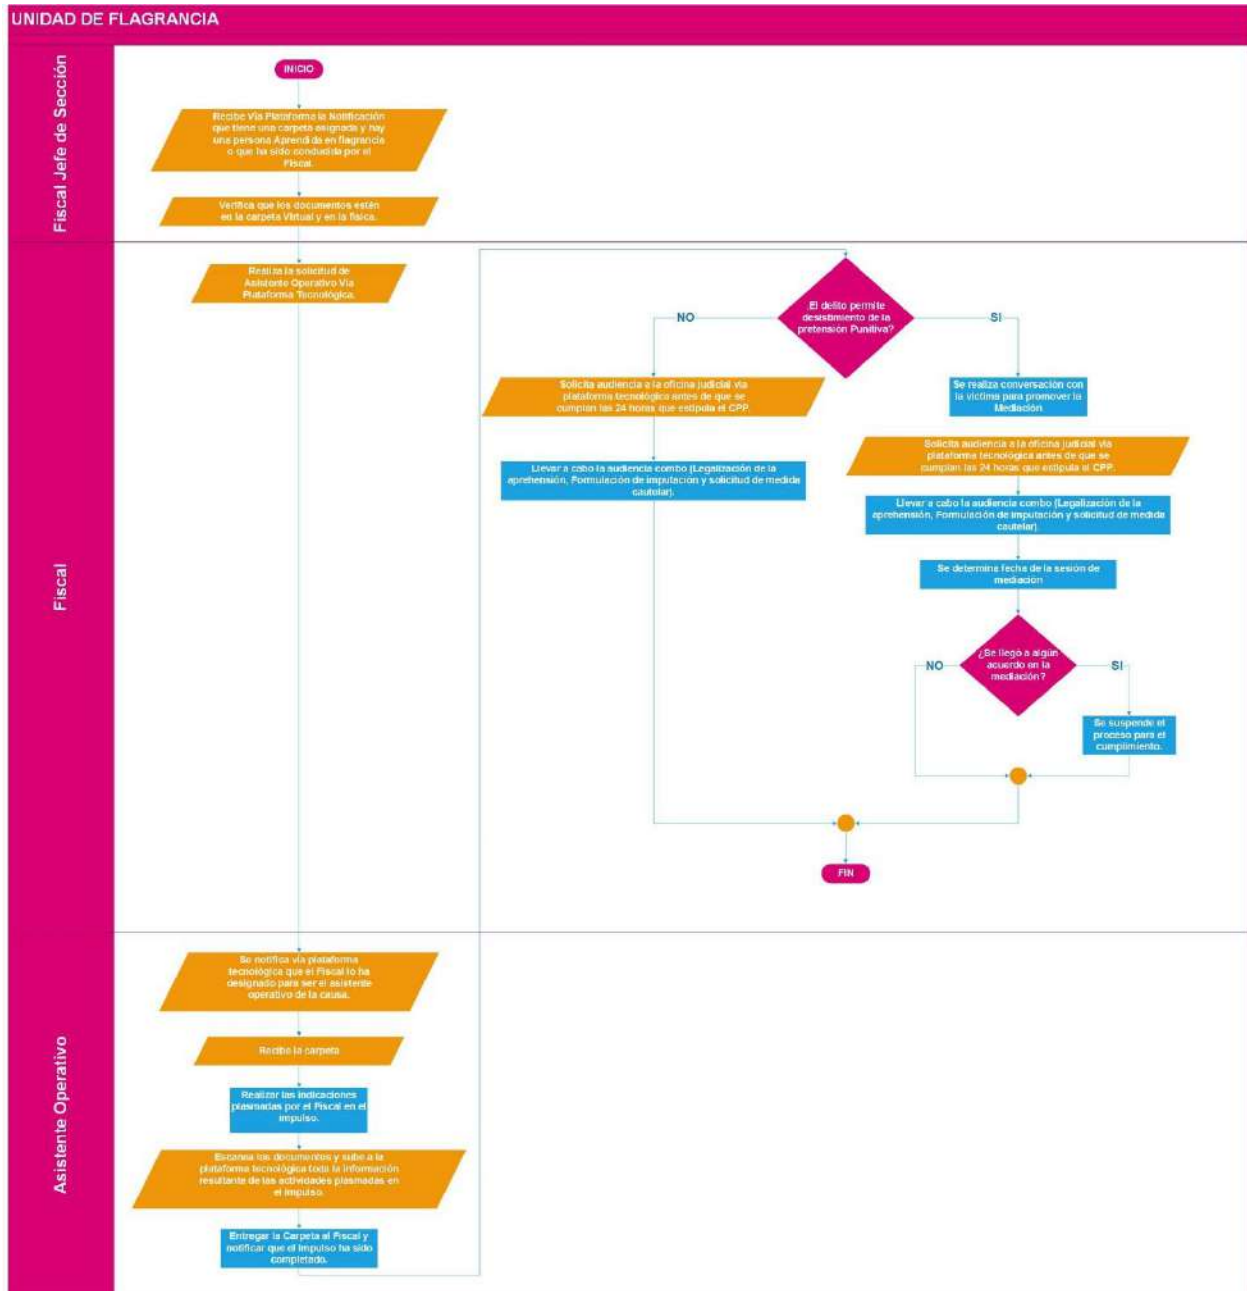 UNIDAD DE FLAGRANCIA
Fiscal Jefe de Sección
INICIO
Recibe Vía Plataforma la Notificación
que tiene una carpeta asignada y hay
una persona Aprendida en flagrancia
o que ha sido conducida por el
Fiscal.
Verifica que los documentos estén
en la carpeta Virtual y en la física.
Fiscal
Realiza la solicitud de
Asistente Operativo Vía
Plataforma Tecnológica.
¿El delito permite
desistimiento de la
pretensión Punitiva?
NO
SI
Solicita audiencia a la oficina judicial vía
plataforma tecnológica antes de que se
cumplan las 24 horas que estipula el CPP.
Llevar a cabo la audiencia combo (Legalización de la
aprehensión, Formulación de imputación y solicitud de medida
cautelar).
Se realiza conversación con
la víctima para promover la
Mediación
Solicita audiencia a la oficina judicial vía
plataforma tecnológica antes de que se
cumplan las 24 horas que estipula el CPP.
Llevar a cabo la audiencia combo (Legalización de la
aprehensión, Formulación de imputación y solicitud de medida
cautelar).
Se determina fecha de la sesión de
mediación
¿Se llegó a algún
acuerdo en la
mediación?
NO
SI
Se suspende el
proceso para el
cumplimiento.
FIN
Asistente Operativo
Se notifica vía plataforma
tecnológica que el Fiscal lo ha
designado para ser el asistente
operativo de la causa.
Recibe la carpeta
Realizar las indicaciones
plasmadas por el Fiscal en el
impulso.
Escanea los documentos y sube a la
plataforma tecnológica toda la información
resultante de las actividades plasmadas en
el impulso.
Entregar la Carpeta al Fiscal y
notificar que el impulso ha sido
completado.